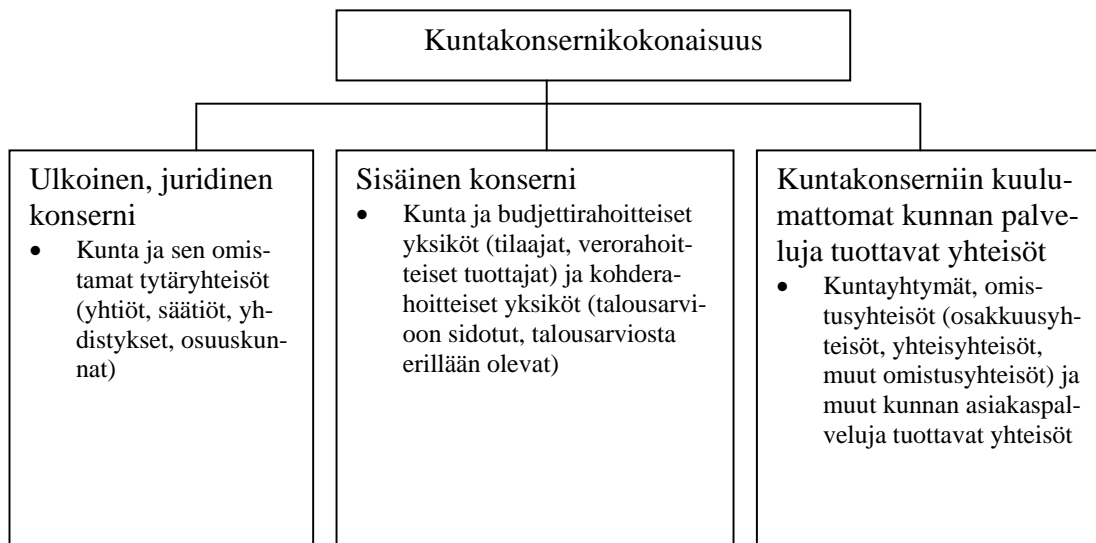 Kuntakonsernikokonaisuus
Ulkoinen, juridinen
konserni
• Kunta ja sen omis-
tamat tytäryhteisöt
(yhtiöt, säätiöt, yh-
distykset, osuuskun-
nat)
Sisäinen konserni
• Kunta ja budjettirahoitteiset
yksiköt (tilaajat, verorahoit-
teiset tuottajat) ja kohdera-
hoitteiset yksiköt (talousarvi-
oon sidotut, talousarviosta
erillään olevat)
Kuntakonserniin kuulu-
mattomat kunnan palve-
luja tuottavat yhteisöt
• Kuntayhtymät, omis-
tusyhteisöt (osakkuusyh-
teisöt, yhteisyhteisöt,
muut omistusyhteisöt) ja
muut kunnan asiakaspal-
veluja tuottavat yhteisöt